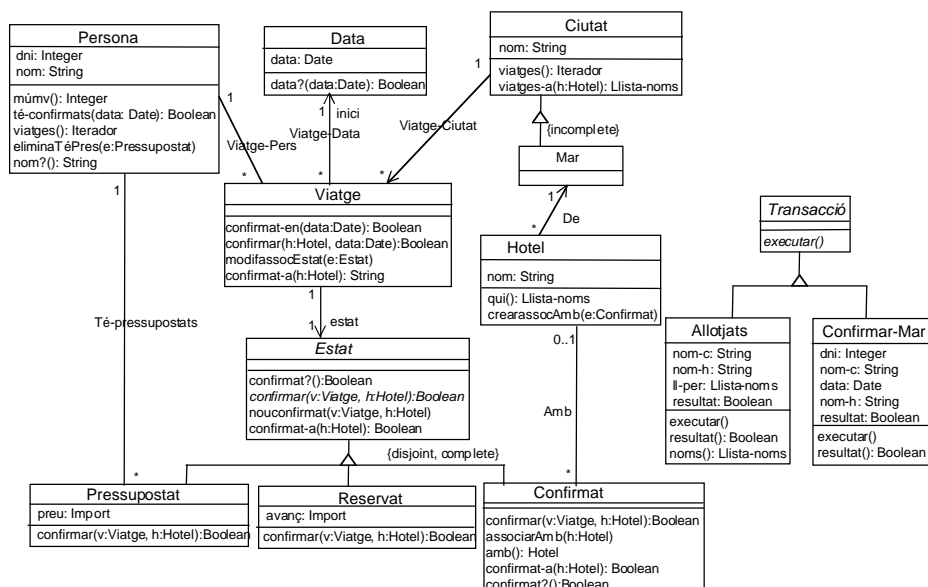 Persona
dni: Integer
nom: String
múmv(): Integer
té-confirmats(data: Date): Boolean
viatges(): Iterador
eliminaTéPres(e:Pressupostat)
nom?(): String
Data
data: Date
data?(data:Date): Boolean
Ciutat
nom: String
viatges(): Iterador
viatges-a(h:Hotel): Llista-noms
1
Viatge-Pers
*
1
inici
Viatge-Data
*
1
Viatge-Ciutat
*
{incomplete}
Mar
1
De
*
Viatge
confirmat-en(data:Date): Boolean
confirmar(h:Hotel, data:Date):Boolean
modifassocEstat(e:Estat)
confirmat-a(h:Hotel): String
Hotel
nom: String
qui(): Llista-noms
crearassocAmb(e:Confirmat)
Transacció
executar()
1
Té-pressupostats
*
1
1
estat
0..1
Amb
*
Estat
confirmat?():Boolean
confirmar(v:Viatge, h:Hotel):Boolean
nouconfirmat(v:Viatge, h:Hotel)
confirmat-a(h:Hotel): Boolean
{disjoint, complete}
Allotjats
nom-c: String
nom-h: String
ll-per: Llista-noms
resultat: Boolean
executar()
resultat(): Boolean
noms(): Llista-noms
Confirmar-Mar
dni: Integer
nom-c: String
data: Date
nom-h: String
resultat: Boolean
executar()
resultat(): Boolean
Pressupostat
preu: Import
confirmar(v:Viatge, h:Hotel):Boolean
Reservat
avanç: Import
confirmar(v:Viatge, h:Hotel):Boolean
Confirmat
confirmar(v:Viatge, h:Hotel):Boolean
associarAmb(h:Hotel)
amb(): Hotel
confirmat-a(h:Hotel): Boolean
confirmat?():Boolean